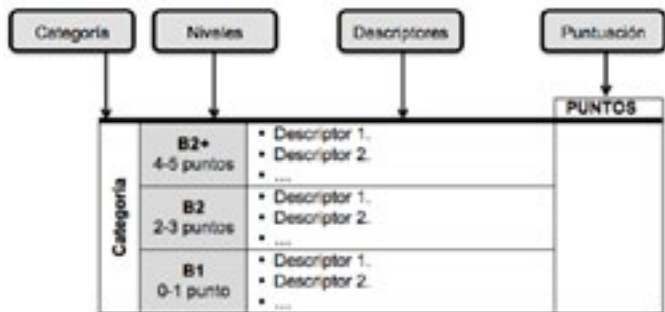 Categoría Niveles Descriptores Puntuación
PUNTOS
Categoría
B2+
4-5 puntos
• Descriptor 1.
• Descriptor 2.
• ...
B2
2-3 puntos
• Descriptor 1.
• Descriptor 2.
• ...
B1
0-1 punto
• Descriptor 1.
• Descriptor 2.
• ...